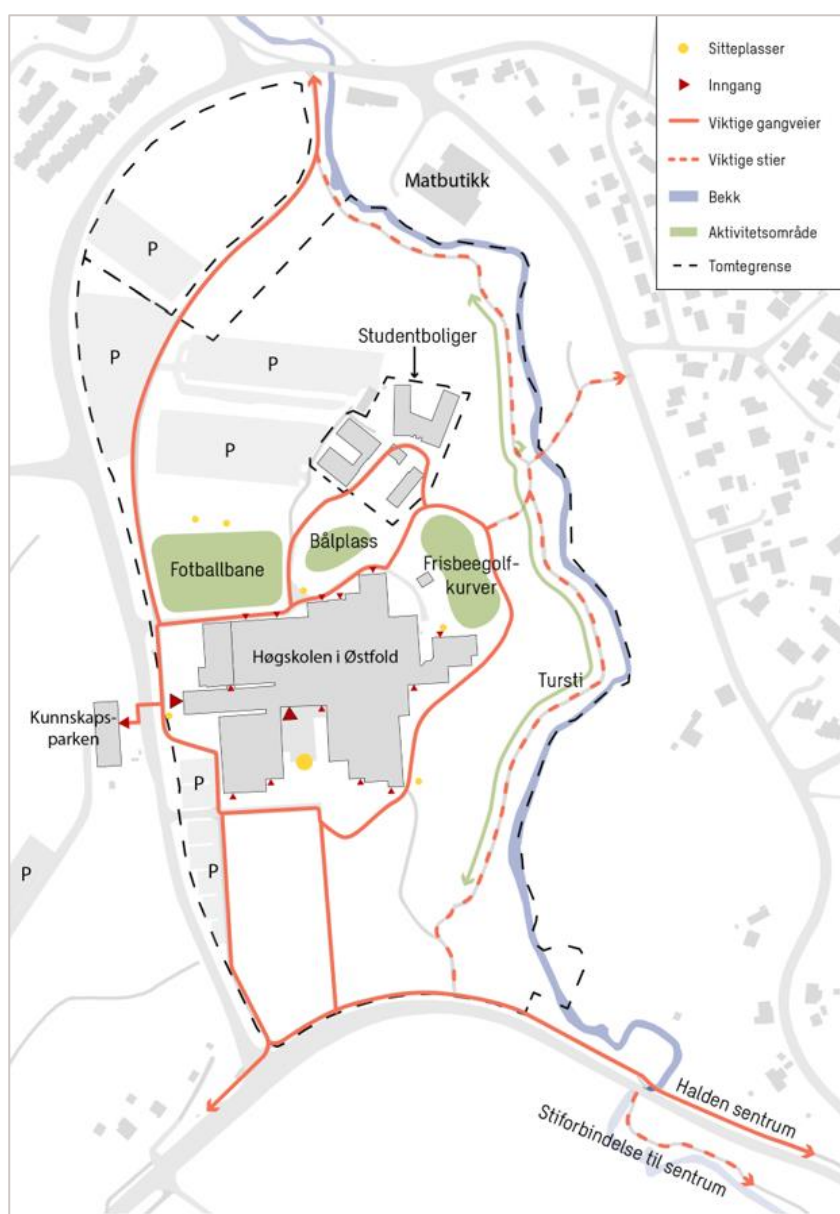 Sitteplasser
Inngang
Viktige gangveier
Viktige stier
Bekk
Aktivitetsområde
Tomtegrense
Matbutikk
P
Studentboliger
P
P
P
Bålplass
Fotballbane
Frisbeegolf-
kurver
Høgskolen i Østfold
Tursti
Kunnskaps-
parken
P
P
P
Halden sentrum
Stiforbindelse til sentrum